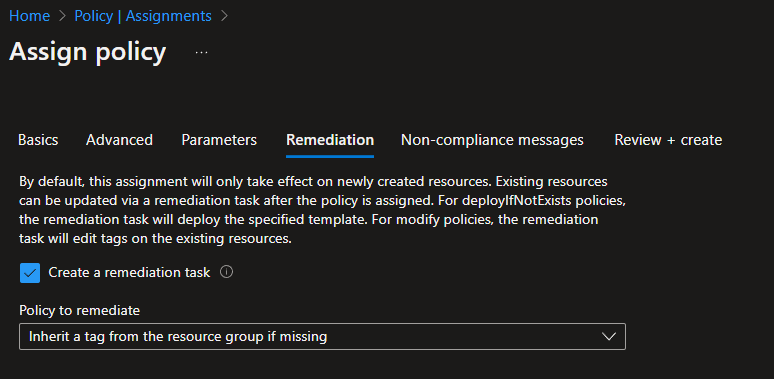 Home > Policy | Assignments >
Assign policy ...
Basics Advanced Parameters Remediation Non-compliance messages Review + create
By default, this assignment will only take effect on newly created resources. Existing resources
can be updated via a remediation task after the policy is assigned. For deployIfNotExists policies,
the remediation task will deploy the specified template. For modify policies, the remediation
task will edit tags on the existing resources.
Create a remediation task
Policy to remediate
Inherit a tag from the resource group if missing